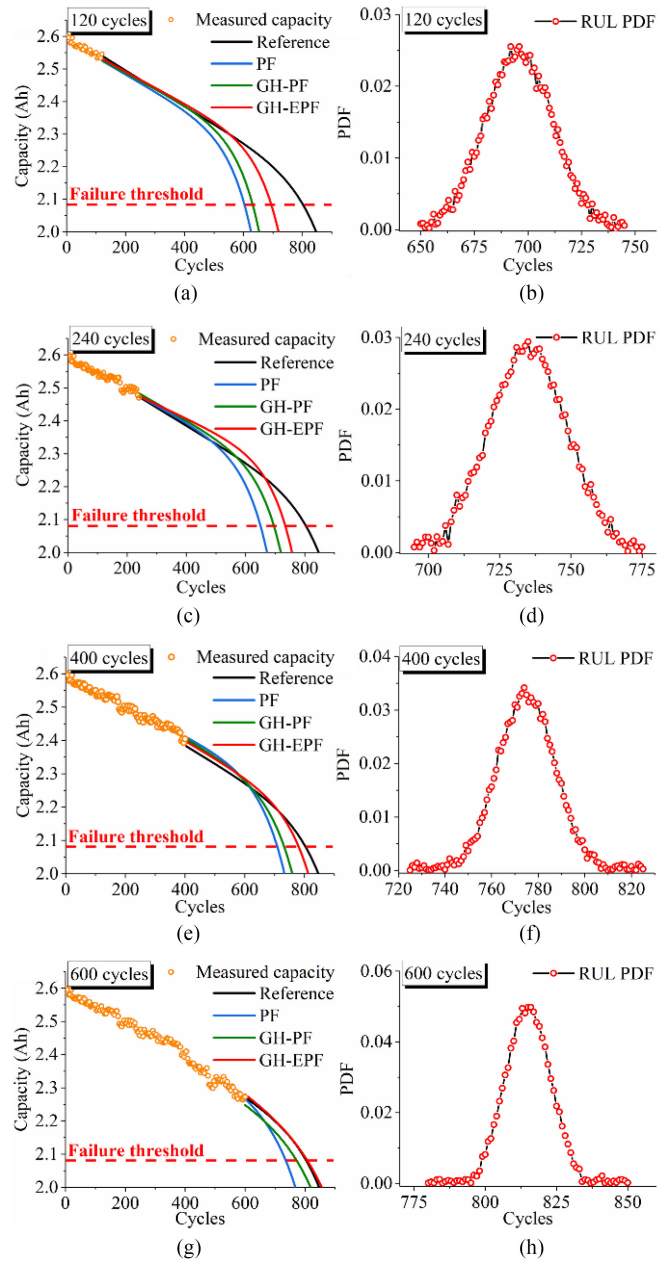 120 cycles
Measured capacity
Reference
PF
GH-PF
GH-EPF
Failure threshold
Capacity (Ah)
2.6
2.5
2.4
2.3
2.2
2.1
2.0
0 200 400 600 800
Cycles
(a)
120 cycles
RUL PDF
PDF
0.03
0.02
0.01
0.00
650 675 700 725 750
Cycles
(b)
240 cycles
Measured capacity
Reference
PF
GH-PF
GH-EPF
Failure threshold
Capacity (Ah)
2.6
2.5
2.4
2.3
2.2
2.1
2.0
0 200 400 600 800
Cycles
(c)
240 cycles
RUL PDF
PDF
0.03
0.02
0.01
0.00
700 725 750 775
Cycles
(d)
400 cycles
Measured capacity
Reference
PF
GH-PF
GH-EPF
Failure threshold
Capacity (Ah)
2.6
2.5
2.4
2.3
2.2
2.1
2.0
0 200 400 600 800
Cycles
(e)
400 cycles
RUL PDF
PDF
0.04
0.03
0.02
0.01
0.00
720 740 760 780 800 820
Cycles
(f)
600 cycles
Measured capacity
Reference
PF
GH-PF
GH-EPF
Failure threshold
Capacity (Ah)
2.6
2.5
2.4
2.3
2.2
2.1
2.0
0 200 400 600 800
Cycles
(g)
600 cycles
RUL PDF
PDF
0.06
0.04
0.02
0.00
775 800 825 850
Cycles
(h)